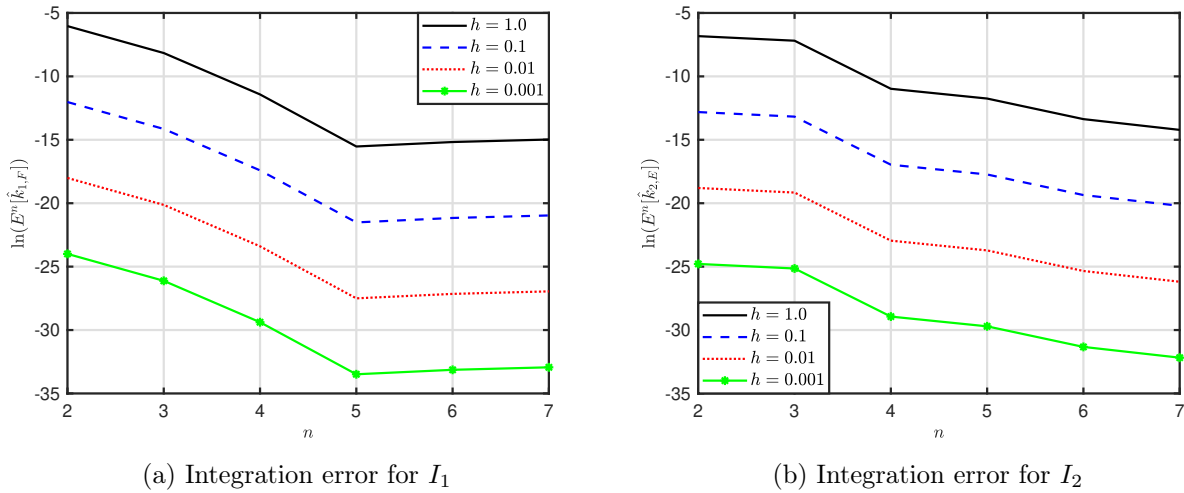 -5
-10
-15
-20
-25
-30
-35
2 3 4 5 6 7
n
ln(E^n[k̂_{1,F}])
h = 1.0
h = 0.1
h = 0.01
h = 0.001
(a) Integration error for I_1
-5
-10
-15
-20
-25
-30
-35
2 3 4 5 6 7
n
ln(E^n[k̂_{2,E}])
h = 1.0
h = 0.1
h = 0.01
h = 0.001
(b) Integration error for I_2